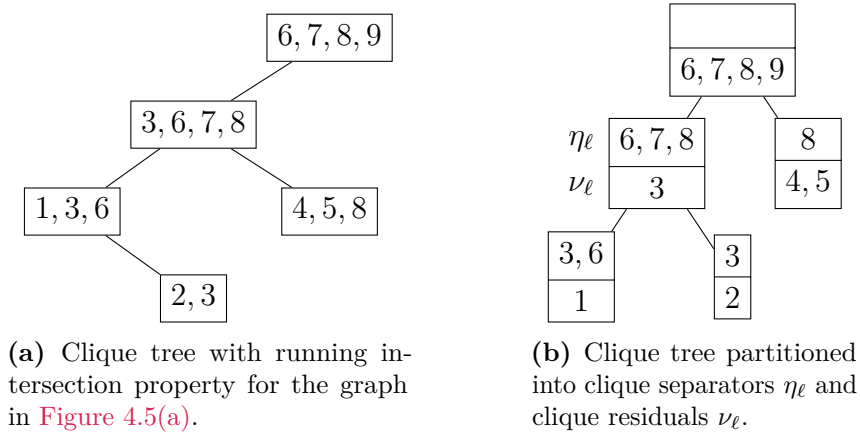 6, 7, 8, 9
3, 6, 7, 8
1, 3, 6
4, 5, 8
2, 3
(a) Clique tree with running in-
tersection property for the graph
in Figure 4.5(a).
6, 7, 8, 9
ηℓ
6, 7, 8
8
νℓ
3
4, 5
3, 6
3
1
2
(b) Clique tree partitioned
into clique separators ηℓ and
clique residuals νℓ.